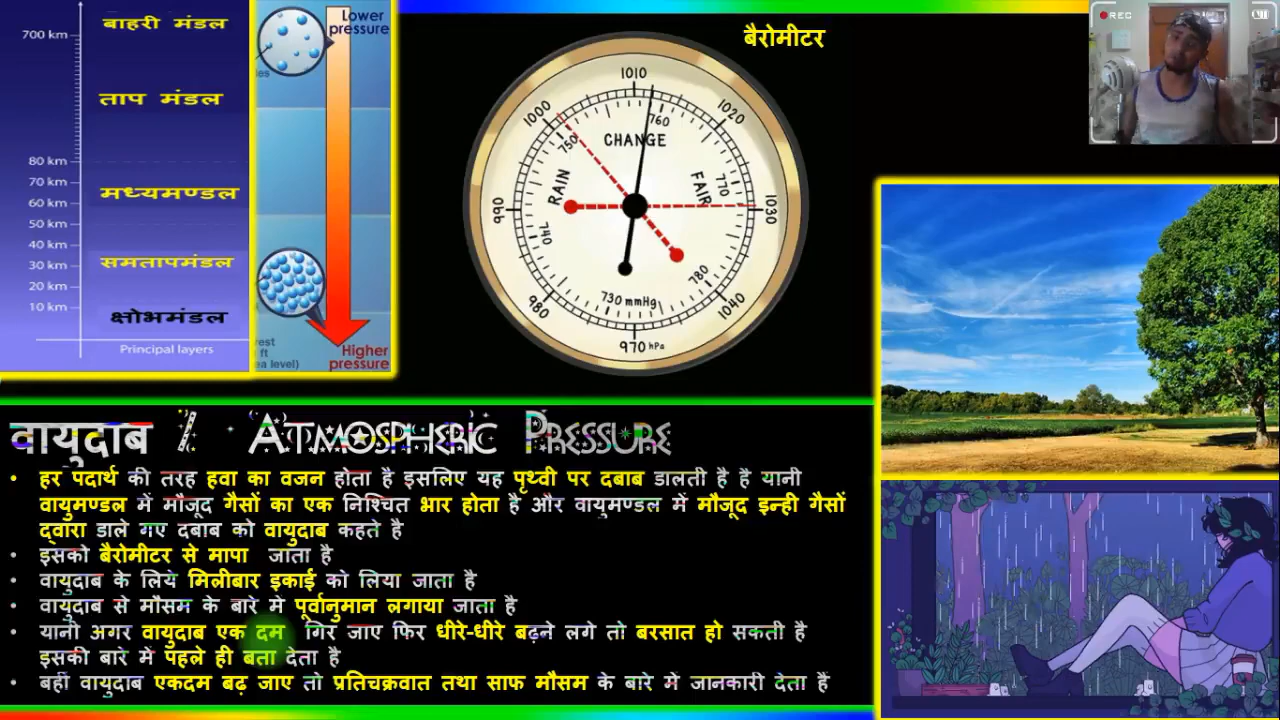 बाहरी मंडल
700 km
ताप मंडल
80 km
70 km
मध्यमण्डल
60 km
50 km
40 km
समतापमंडल
30 km
20 km
10 km
क्षोभमंडल
Principal layers
Lower
pressure
Higher
pressure
बैरोमीटर
1010
1000
1020
760
750
CHANGE
RAIN
FAIR
770
990
1030
740
780
730 mmHg
980
1040
970 hPa
REC
वायुदाब / Atmospheric Pressure
• हर पदार्थ की तरह हवा का वजन होता है इसलिए यह पृथ्वी पर दबाब डालती है है यानी
वायुमण्डल में मौजूद गैसों का एक निश्चित भार होता है और वायुमण्डल में मौजूद इन्ही गैसों
द्वारा डाले गए दबाब को वायुदाब कहते है
• इसको बैरोमीटर से मापा जाता है
• वायुदाब के लिये मिलीबार इकाई को लिया जाता है
• वायुदाब से मौसम के बारे मे पूर्वानुमान लगाया जाता है
• यानी अगर वायुदाब एक दम गिर जाए फिर धीरे-धीरे बढ़ने लगे तो बरसात हो सकती है
इसकी बारे में पहले ही बता देता है
• बहीं वायुदाब एकदम बढ़ जाए तो प्रतिचक्रवात तथा साफ मौसम के बारे में जानकारी देता है